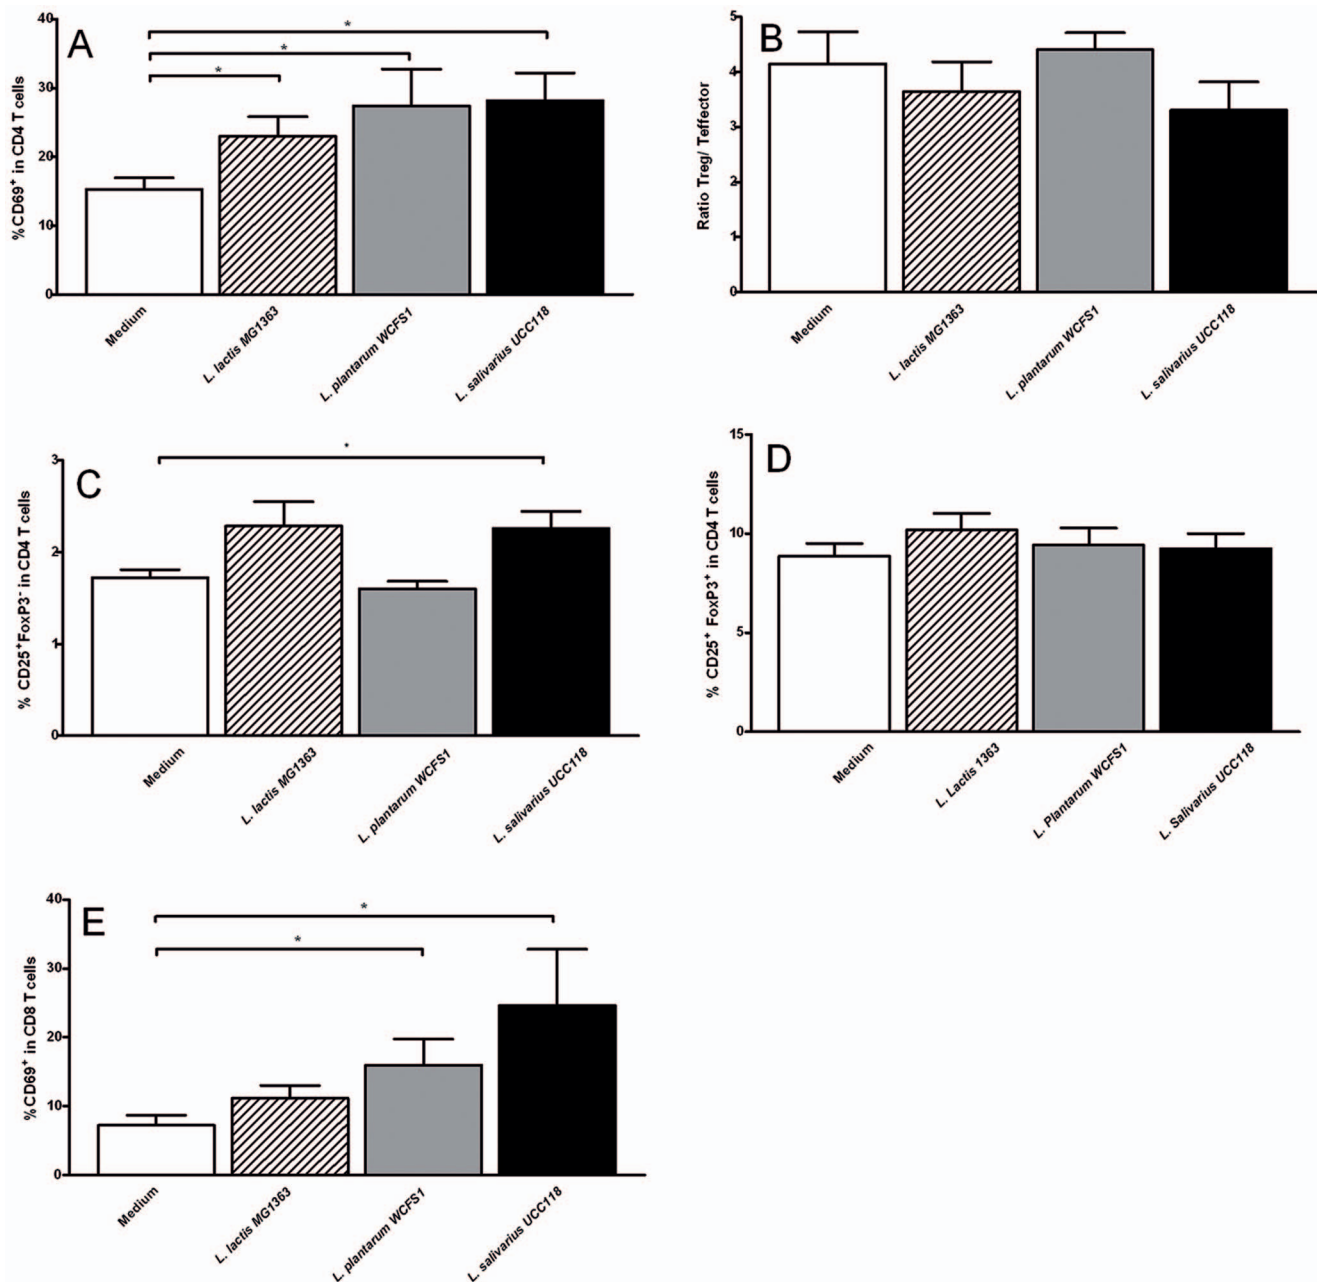 A
% CD69⁺ in CD4 T cells
40
30
20
10
0
*
*
*
Medium
L. lactis MG1363
L. plantarum WCFS1
L. salivarius UCC118
B
Ratio Treg/ Teffector
5
4
3
2
1
0
Medium
L. lactis MG1363
L. plantarum WCFS1
L. salivarius UCC118
C
% CD25⁺FoxP3⁻ in CD4 T cells
3
2
1
0
*
Medium
L. lactis MG1363
L. plantarum WCFS1
L. salivarius UCC118
D
% CD25⁺ FoxP3⁺ in CD4 T cells
15
10
5
0
Medium
L. Lactis 1363
L. Plantarum WCFS1
L. Salivarius UCC118
E
%CD69⁺ in CD8 T cells
40
30
20
10
0
*
*
Medium
L. lactis MG1363
L. plantarum WCFS1
L. salivarius UCC118